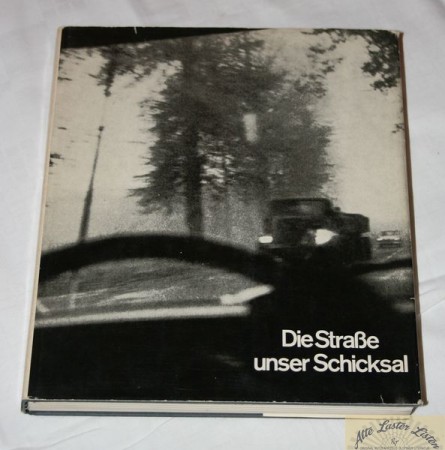 Die Straße
unser Schicksal
Alte Laster Listen